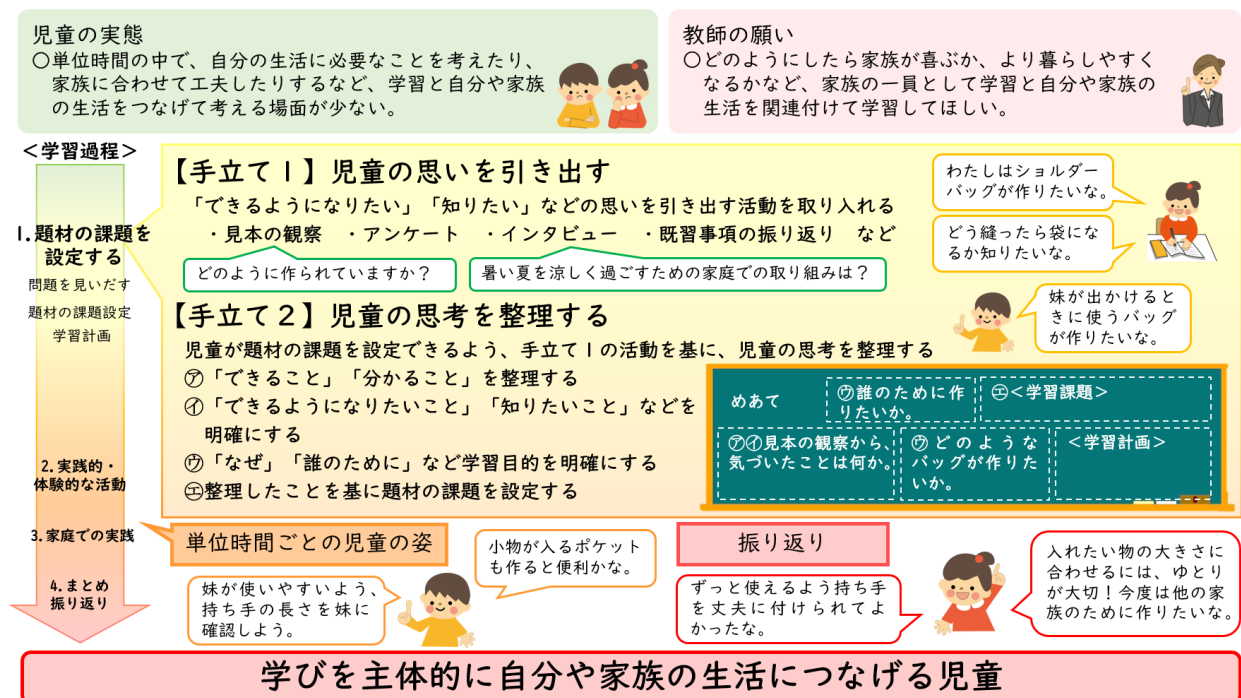 児童の実態
○単位時間の中で、自分の生活に必要なことを考えたり、
家族に合わせて工夫したりするなど、学習と自分や家族
の生活をつなげて考える場面が少ない。
教師の願い
○どのようにしたら家族が喜ぶか、より暮らしやすく
なるかなど、家族の一員として学習と自分や家族の
生活を関連付けて学習してほしい。
＜学習過程＞
1.題材の課題を
設定する
問題を見いだす
題材の課題設定
学習計画
2.実践的・
体験的な活動
3.家庭での実践
4.まとめ
振り返り
【手立て１】児童の思いを引き出す
「できるようになりたい」「知りたい」などの思いを引き出す活動を取り入れる
・見本の観察　・アンケート　・インタビュー　・既習事項の振り返り　など
どのように作られていますか？
暑い夏を涼しく過ごすための家庭での取り組みは？
わたしはショルダー
バッグが作りたいな。
どう縫ったら袋にな
るか知りたいな。
【手立て２】児童の思考を整理する
児童が題材の課題を設定できるよう、手立て１の活動を基に、児童の思考を整理する
㋐「できること」「分かること」を整理する
㋑「できるようになりたいこと」「知りたいこと」などを
明確にする
㋒「なぜ」「誰のために」など学習目的を明確にする
㋓整理したことを基に題材の課題を設定する
妹が出かけると
きに使うバッグ
が作りたいな。
めあて
㋒誰のために作
りたいか。
㋓＜学習課題＞
㋐㋑見本の観察から、
気づいたことは何か。
㋒どのような
バッグが作りた
いか。
＜学習計画＞
単位時間ごとの児童の姿
妹が使いやすいよう、
持ち手の長さを妹に
確認しよう。
小物が入るポケット
も作ると便利かな。
振り返り
ずっと使えるよう持ち手
を丈夫に付けられてよ
かったな。
入れたい物の大きさに
合わせるには、ゆとり
が大切！今度は他の家
族のために作りたいな。
学びを主体的に自分や家族の生活につなげる児童